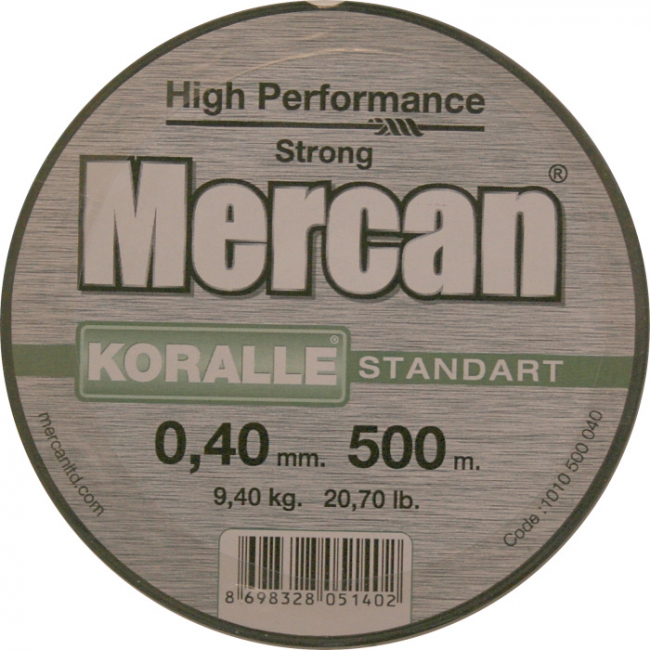 High Performance
Strong
Mercan®
KORALLE®
STANDART
0,40 mm. 500 m.
9,40 kg. 20,70 lb.
mercanltd.com
Code :1010 500 040
8 698328 051402